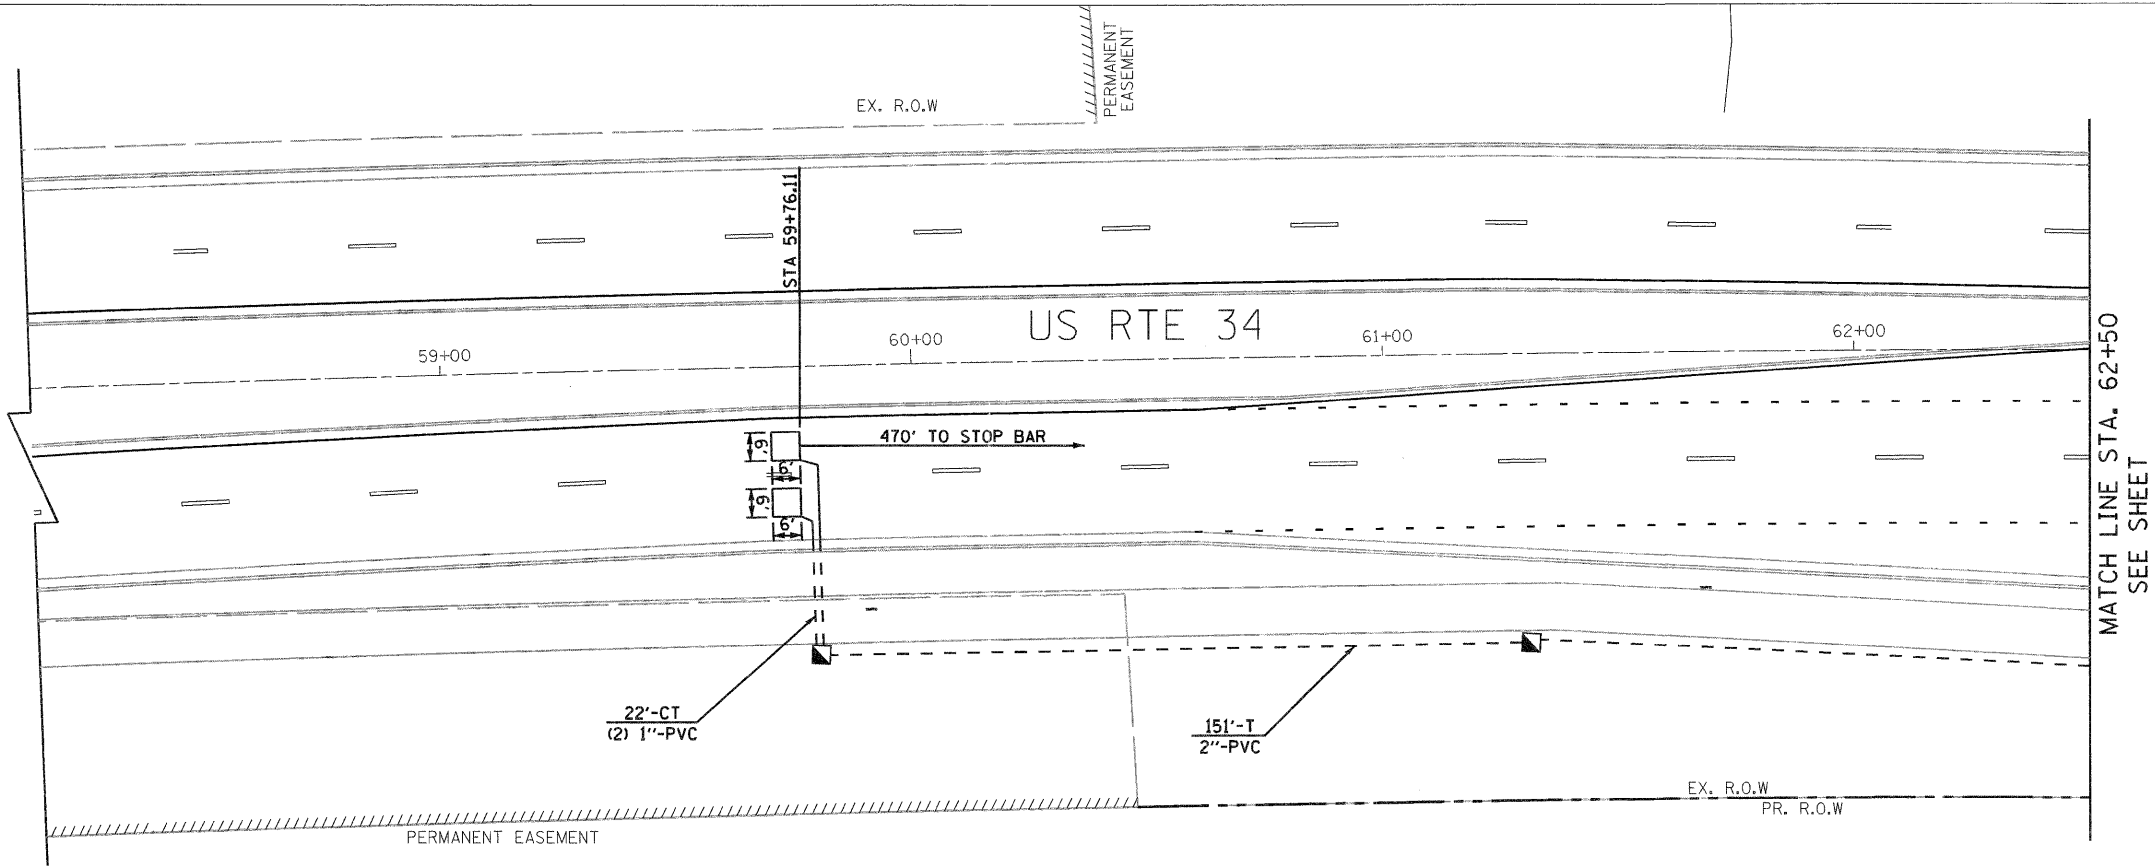 PERMANENT
EASEMENT
EX. R.O.W
STA 59+76.11
US RTE 34
59+00
60+00
61+00
62+00
470' TO STOP BAR
6'
6'
6'
6'
22'-CT
(2) 1''-PVC
151'-T
2''-PVC
EX. R.O.W
PR. R.O.W
PERMANENT EASEMENT
MATCH LINE STA. 62+50
SEE SHEET